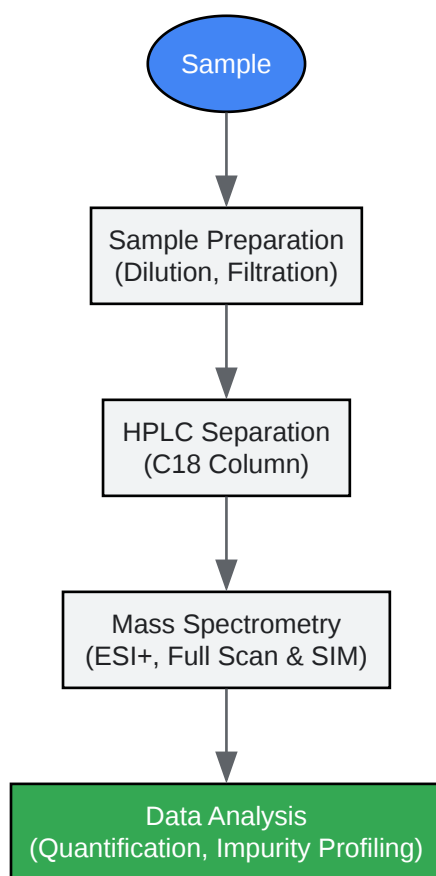 Sample
Sample Preparation
(Dilution, Filtration)
HPLC Separation
(C18 Column)
Mass Spectrometry
(ESI+, Full Scan & SIM)
Data Analysis
(Quantification, Impurity Profiling)